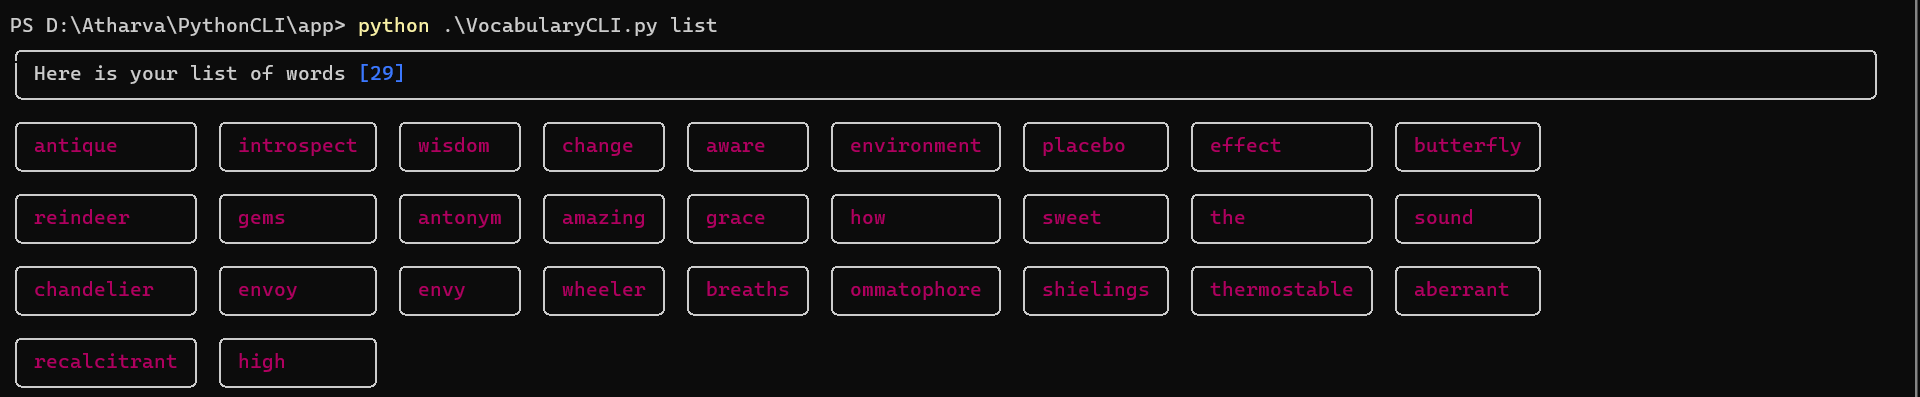 PS D:\Atharva\PythonCLI\app> python .\VocabularyCLI.py list
Here is your list of words [29]
antique introspect wisdom change aware environment placebo effect butterfly
reindeer gems antonym amazing grace how sweet the sound
chandelier envoy envy wheeler breaths ommatophore shielings thermostable aberrant
recalcitrant high